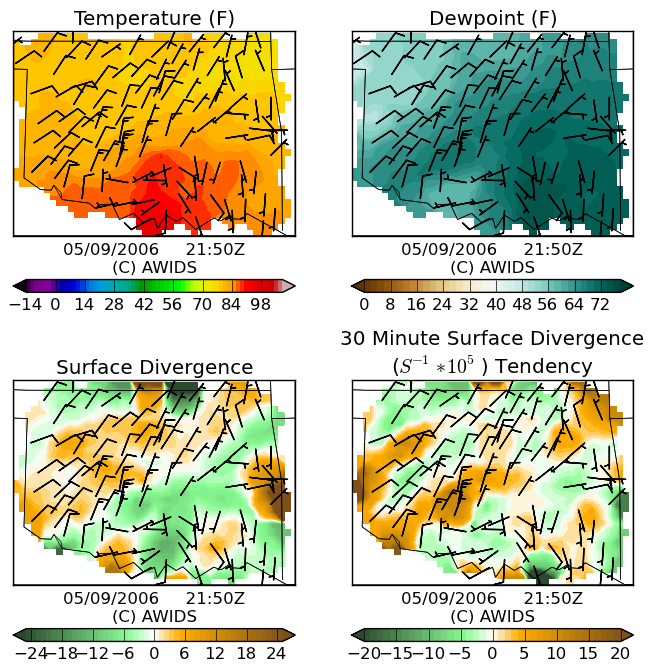 Temperature (F)
Dewpoint (F)
05/09/2006 21:50Z
(C) AWIDS
−14 0 14 28 42 56 70 84 98
05/09/2006 21:50Z
(C) AWIDS
0 8 16 24 32 40 48 56 64 72
Surface Divergence
30 Minute Surface Divergence
(S⁻¹ *10⁵ ) Tendency
05/09/2006 21:50Z
(C) AWIDS
−24 −18 −12 −6 0 6 12 18 24
05/09/2006 21:50Z
(C) AWIDS
−20 −15 −10 −5 0 5 10 15 20